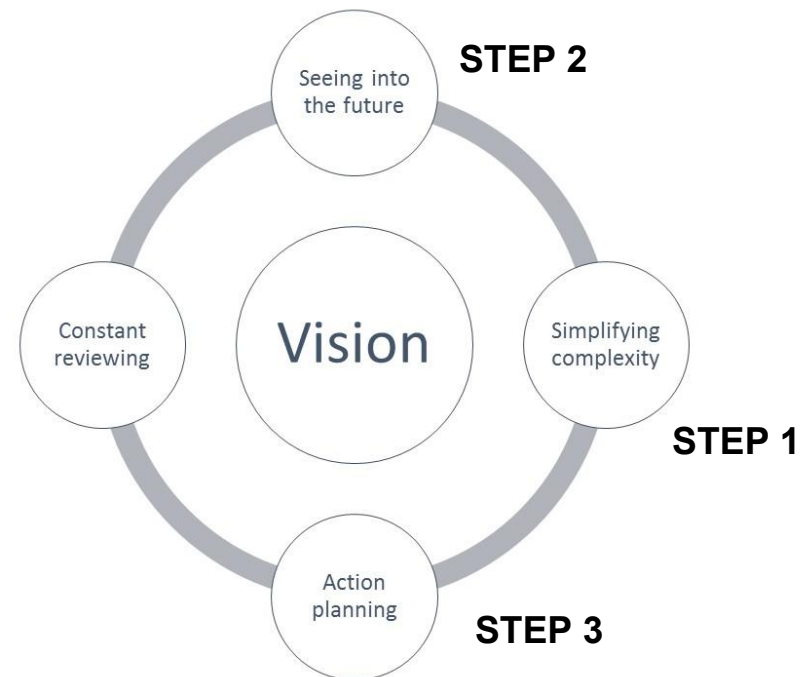 Seeing into
the future
STEP 2
Constant
reviewing
Vision
Simplifying
complexity
STEP 1
Action
planning
STEP 3